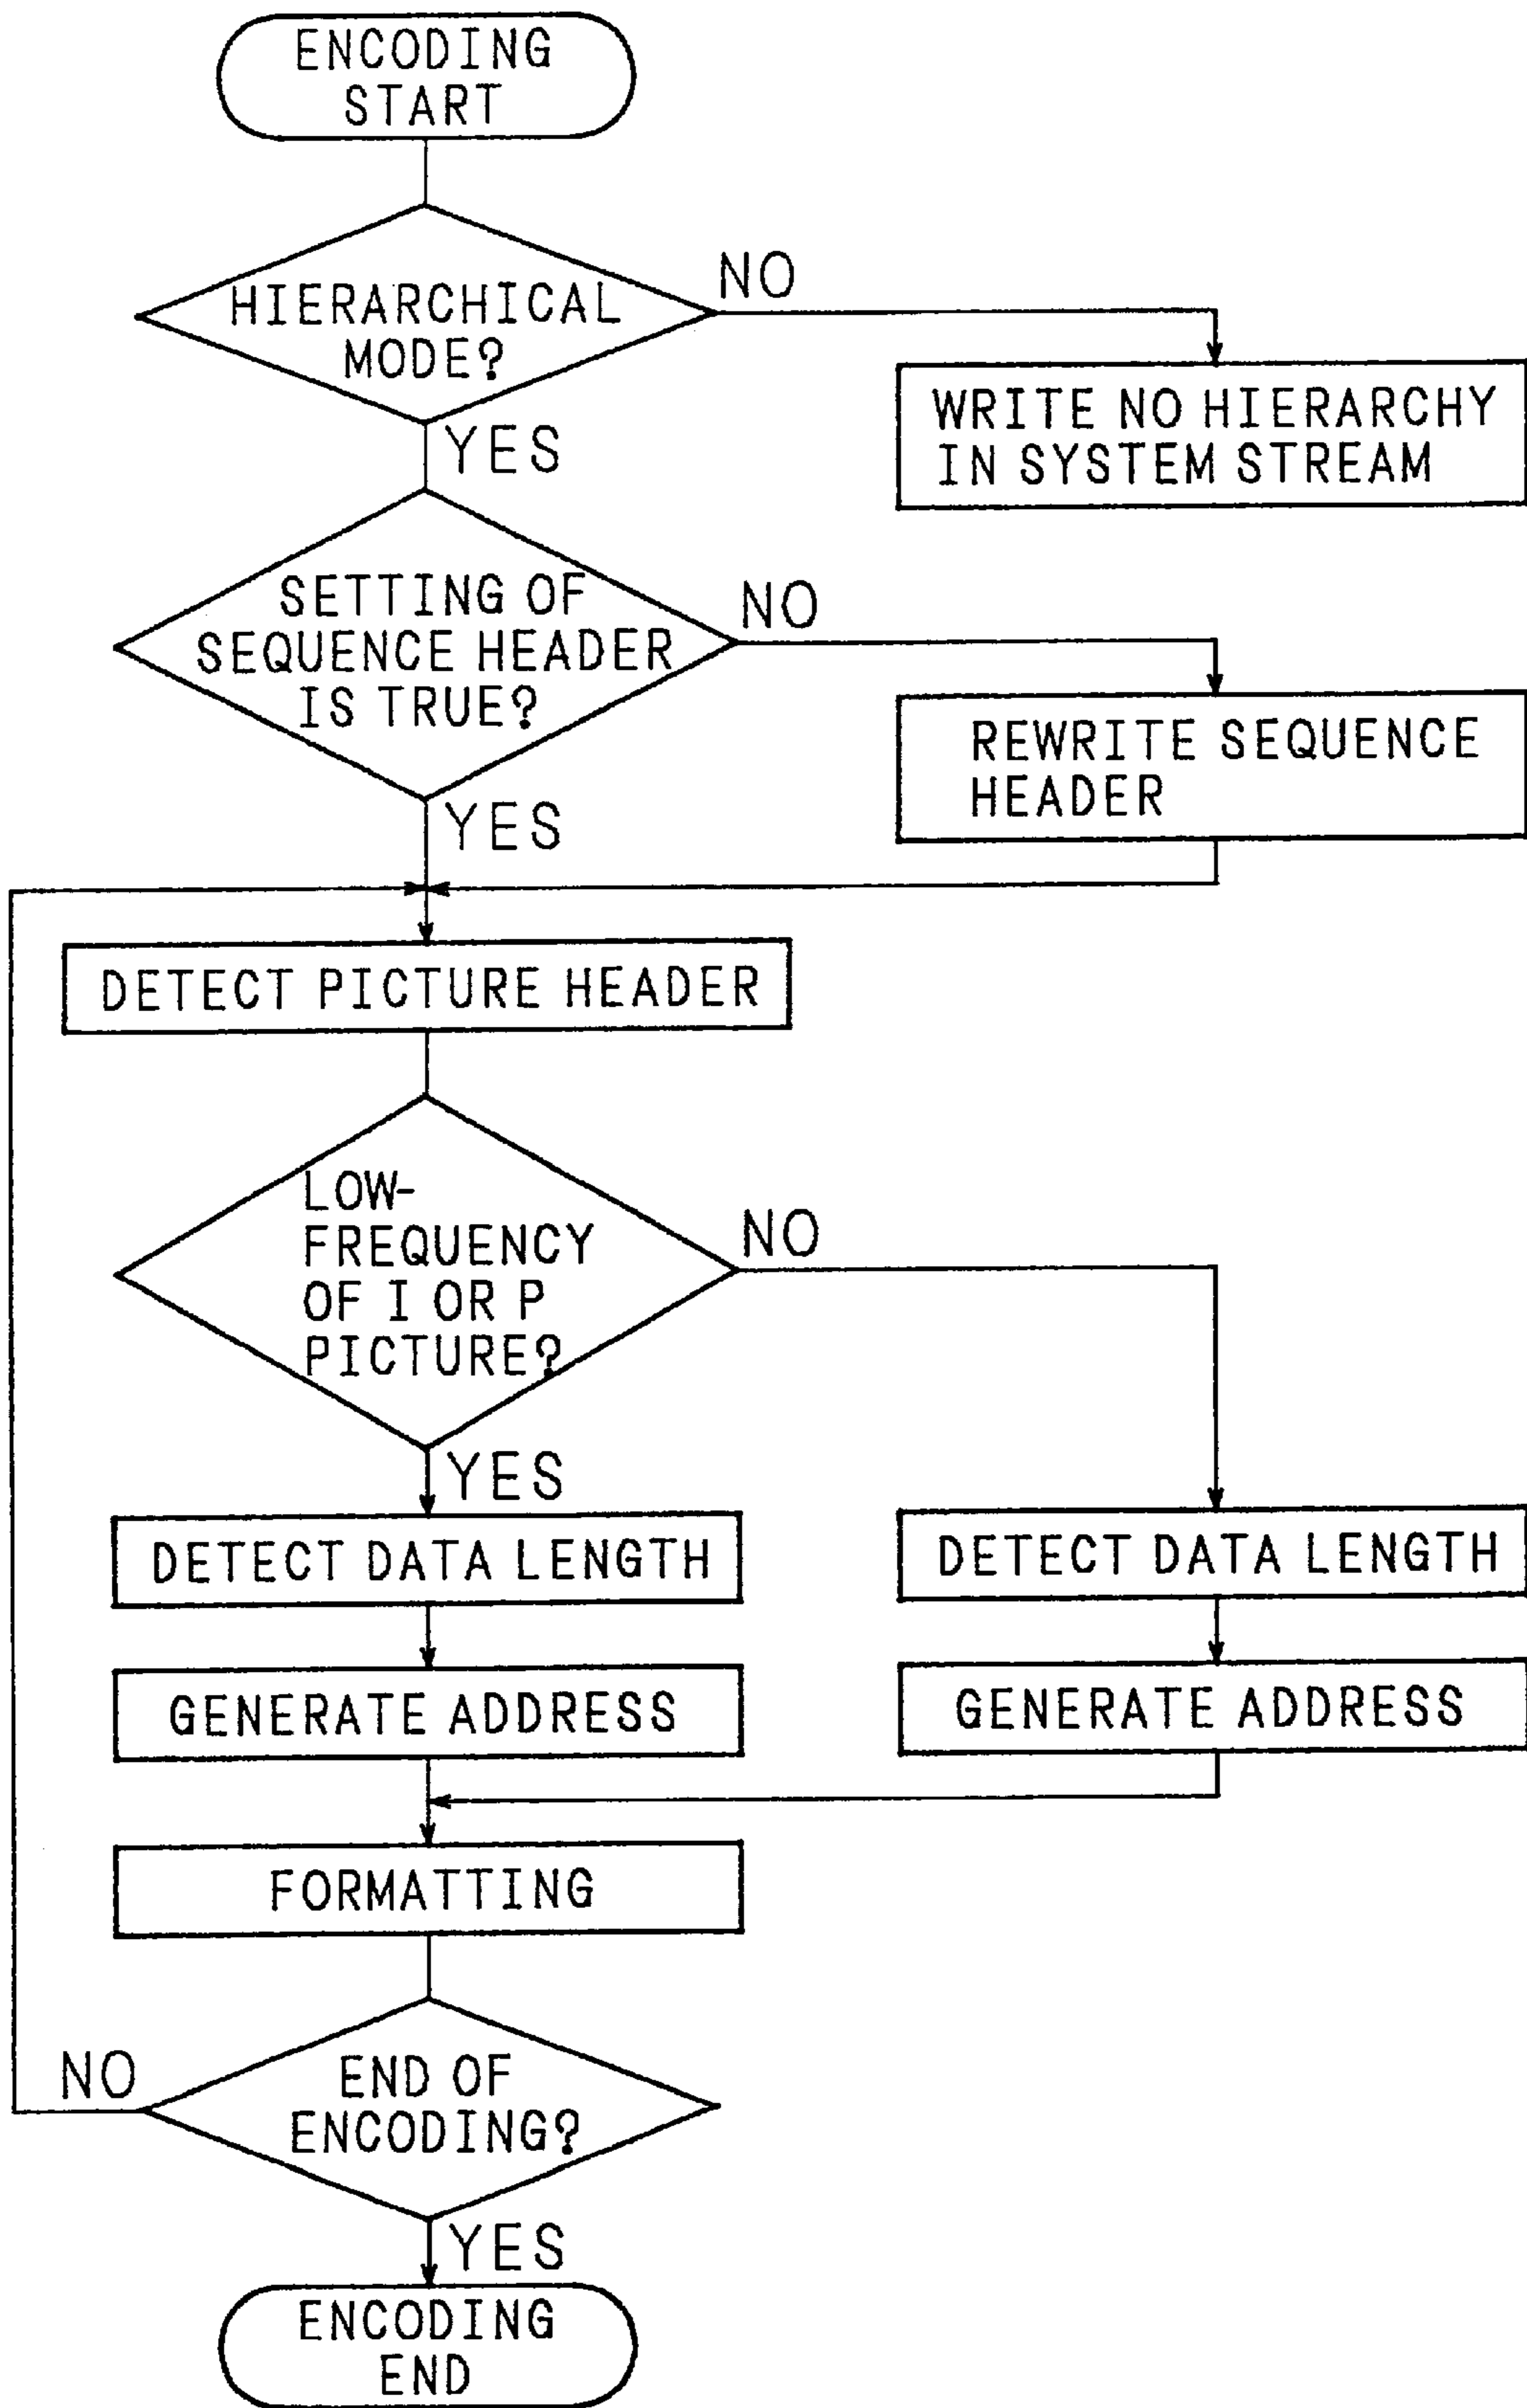 ENCODING
START
HIERARCHICAL
MODE?
NO
WRITE NO HIERARCHY
IN SYSTEM STREAM
YES
SETTING OF
SEQUENCE HEADER
IS TRUE?
NO
REWRITE SEQUENCE
HEADER
YES
DETECT PICTURE HEADER
LOW-
FREQUENCY
OF I OR P
PICTURE?
NO
YES
DETECT DATA LENGTH
DETECT DATA LENGTH
GENERATE ADDRESS
GENERATE ADDRESS
FORMATTING
END OF
ENCODING?
NO
YES
ENCODING
END